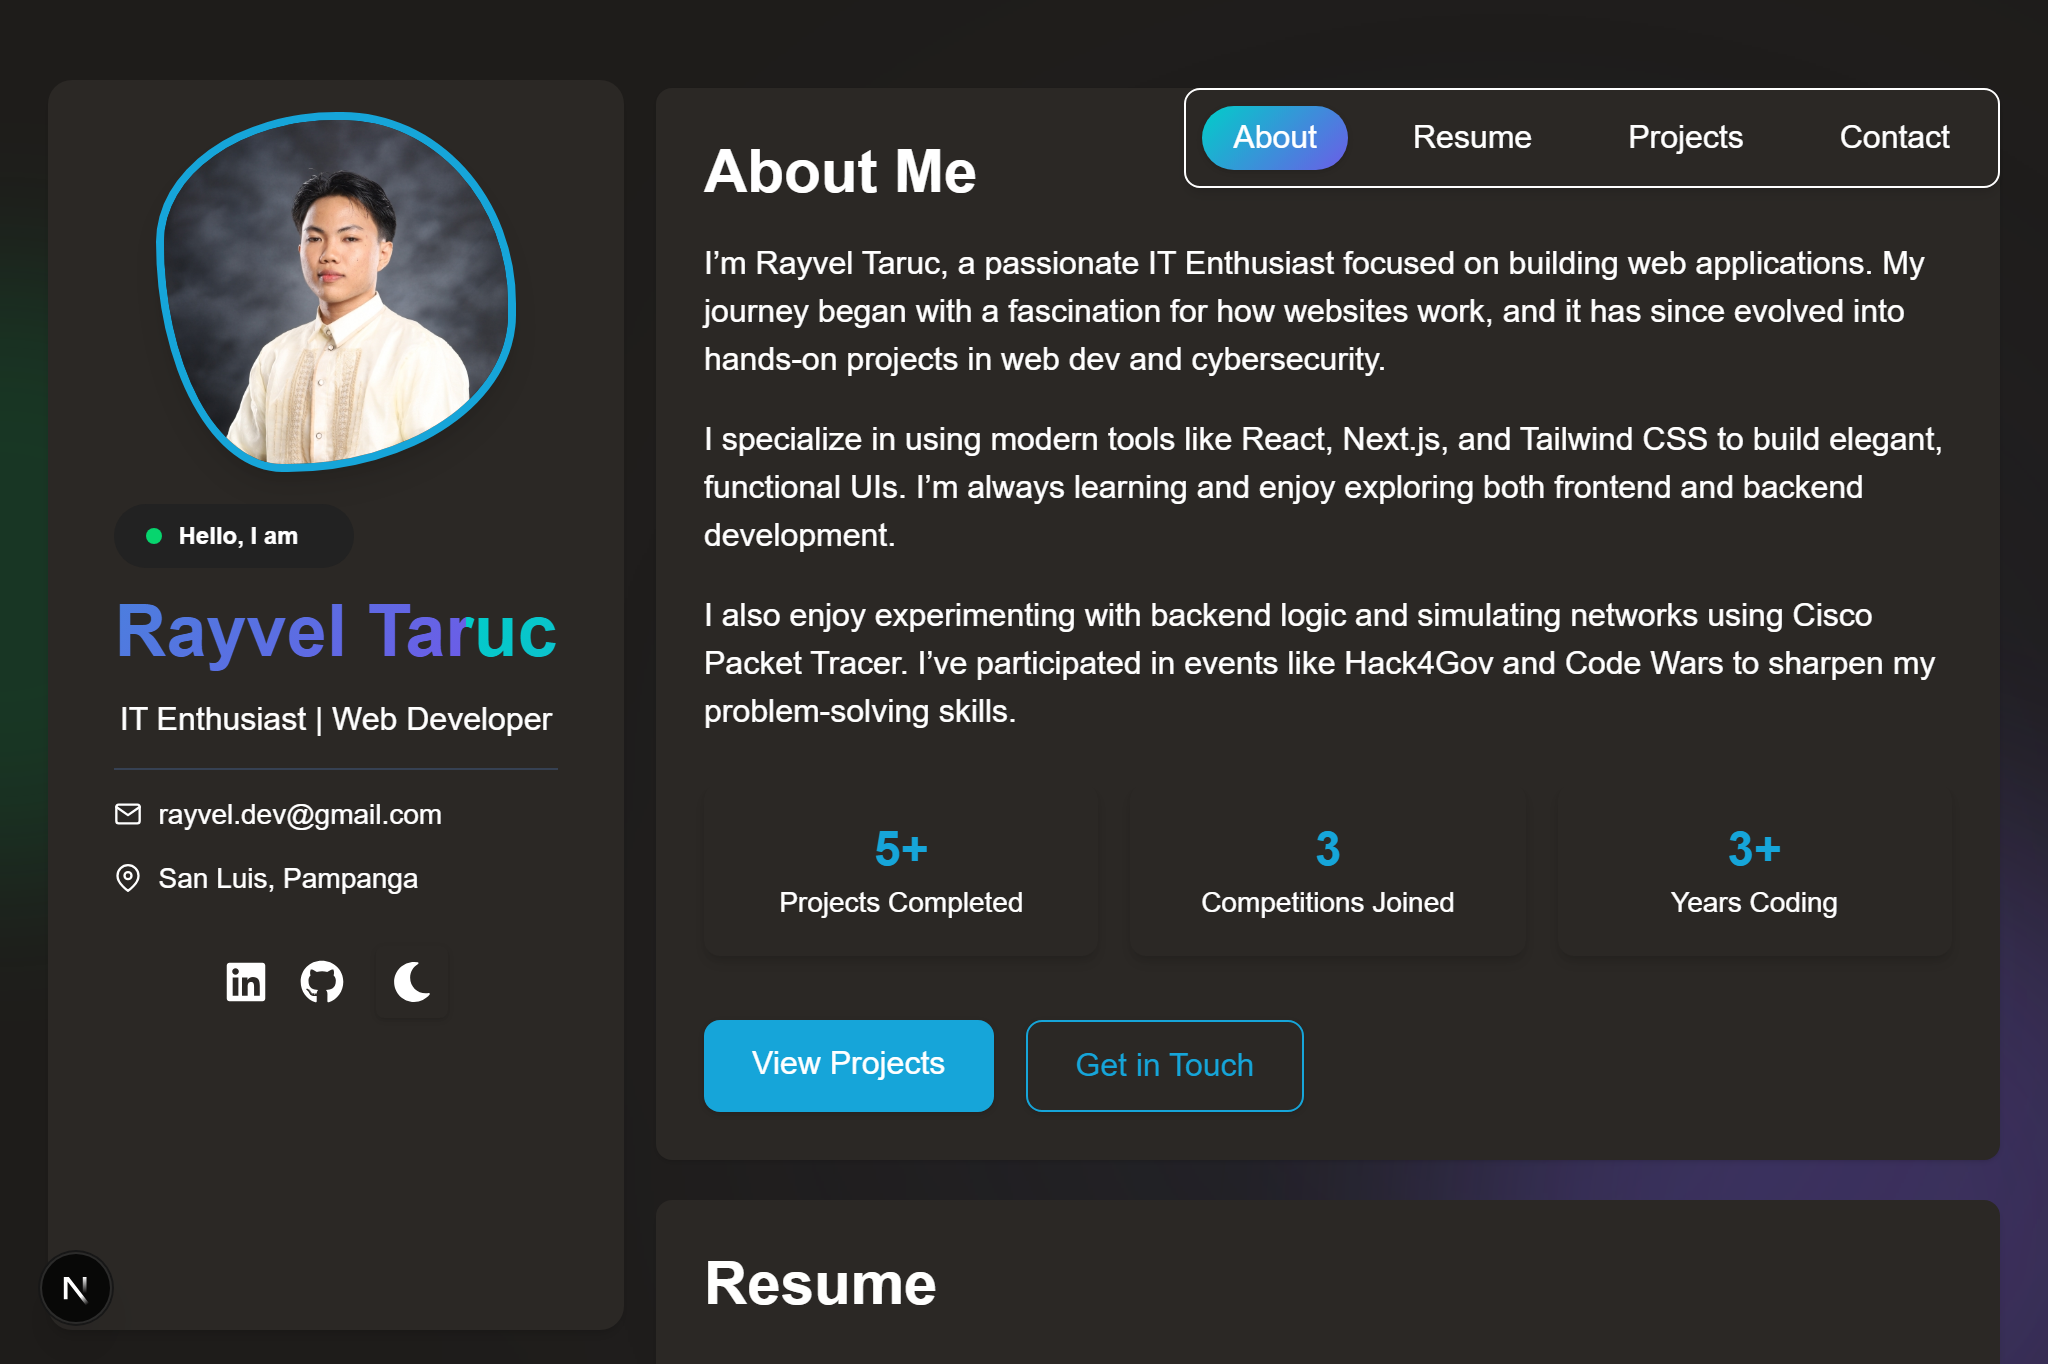 Hello, I am
Rayvel Taruc
IT Enthusiast | Web Developer
rayvel.dev@gmail.com
San Luis, Pampanga
in
N
About
Resume
Projects
Contact
About Me
I’m Rayvel Taruc, a passionate IT Enthusiast focused on building web applications. My
journey began with a fascination for how websites work, and it has since evolved into
hands-on projects in web dev and cybersecurity.
I specialize in using modern tools like React, Next.js, and Tailwind CSS to build elegant,
functional UIs. I’m always learning and enjoy exploring both frontend and backend
development.
I also enjoy experimenting with backend logic and simulating networks using Cisco
Packet Tracer. I’ve participated in events like Hack4Gov and Code Wars to sharpen my
problem-solving skills.
5+
Projects Completed
3
Competitions Joined
3+
Years Coding
View Projects
Get in Touch
Resume